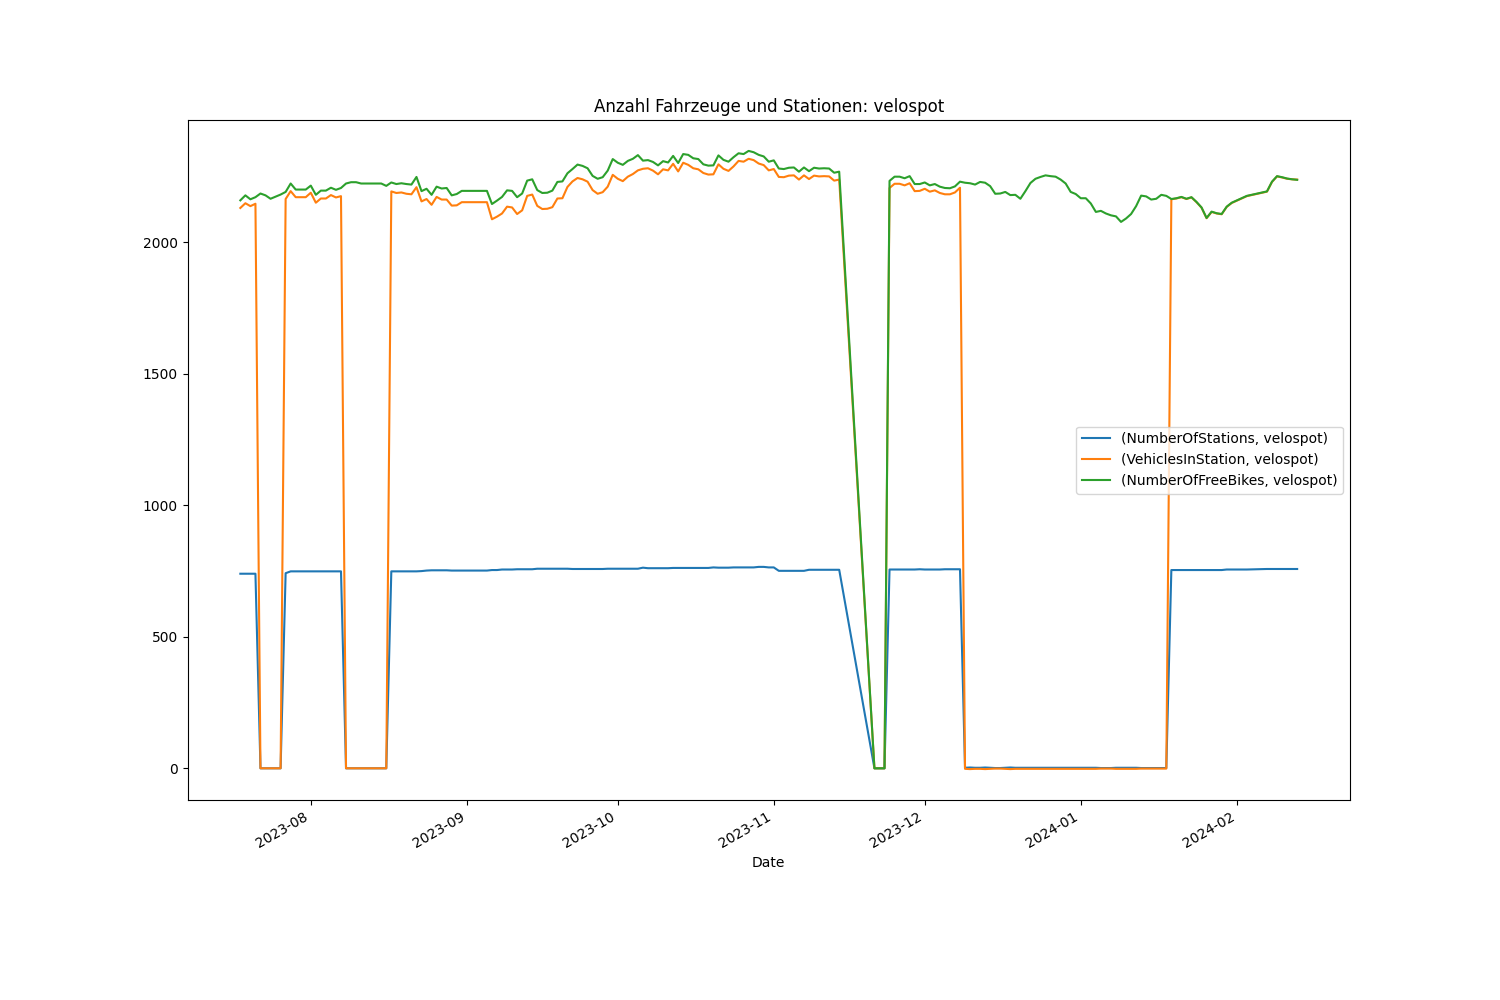 Anzahl Fahrzeuge und Stationen: velospot
2000
1500
1000
500
0
(NumberOfStations, velospot)
(VehiclesInStation, velospot)
(NumberOfFreeBikes, velospot)
2023-08
2023-09
2023-10
2023-11
2023-12
2024-01
2024-02
Date